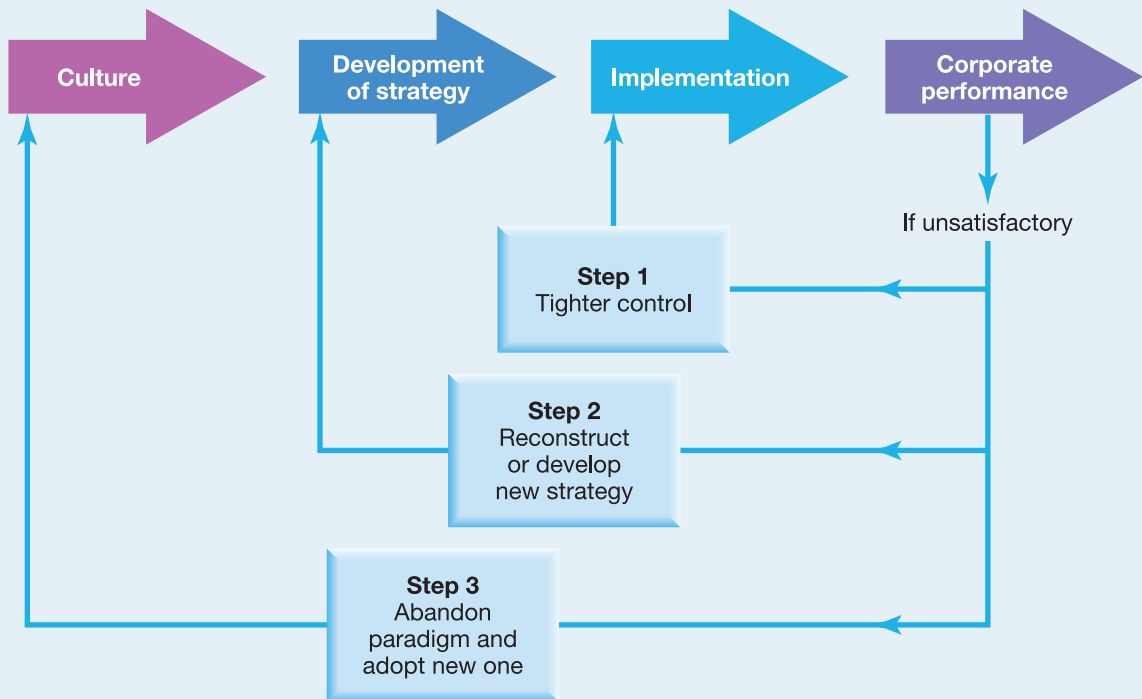 Culture
Development
of strategy
Implementation
Corporate
performance
If unsatisfactory
Step 1
Tighter control
Step 2
Reconstruct
or develop
new strategy
Step 3
Abandon
paradigm and
adopt new one